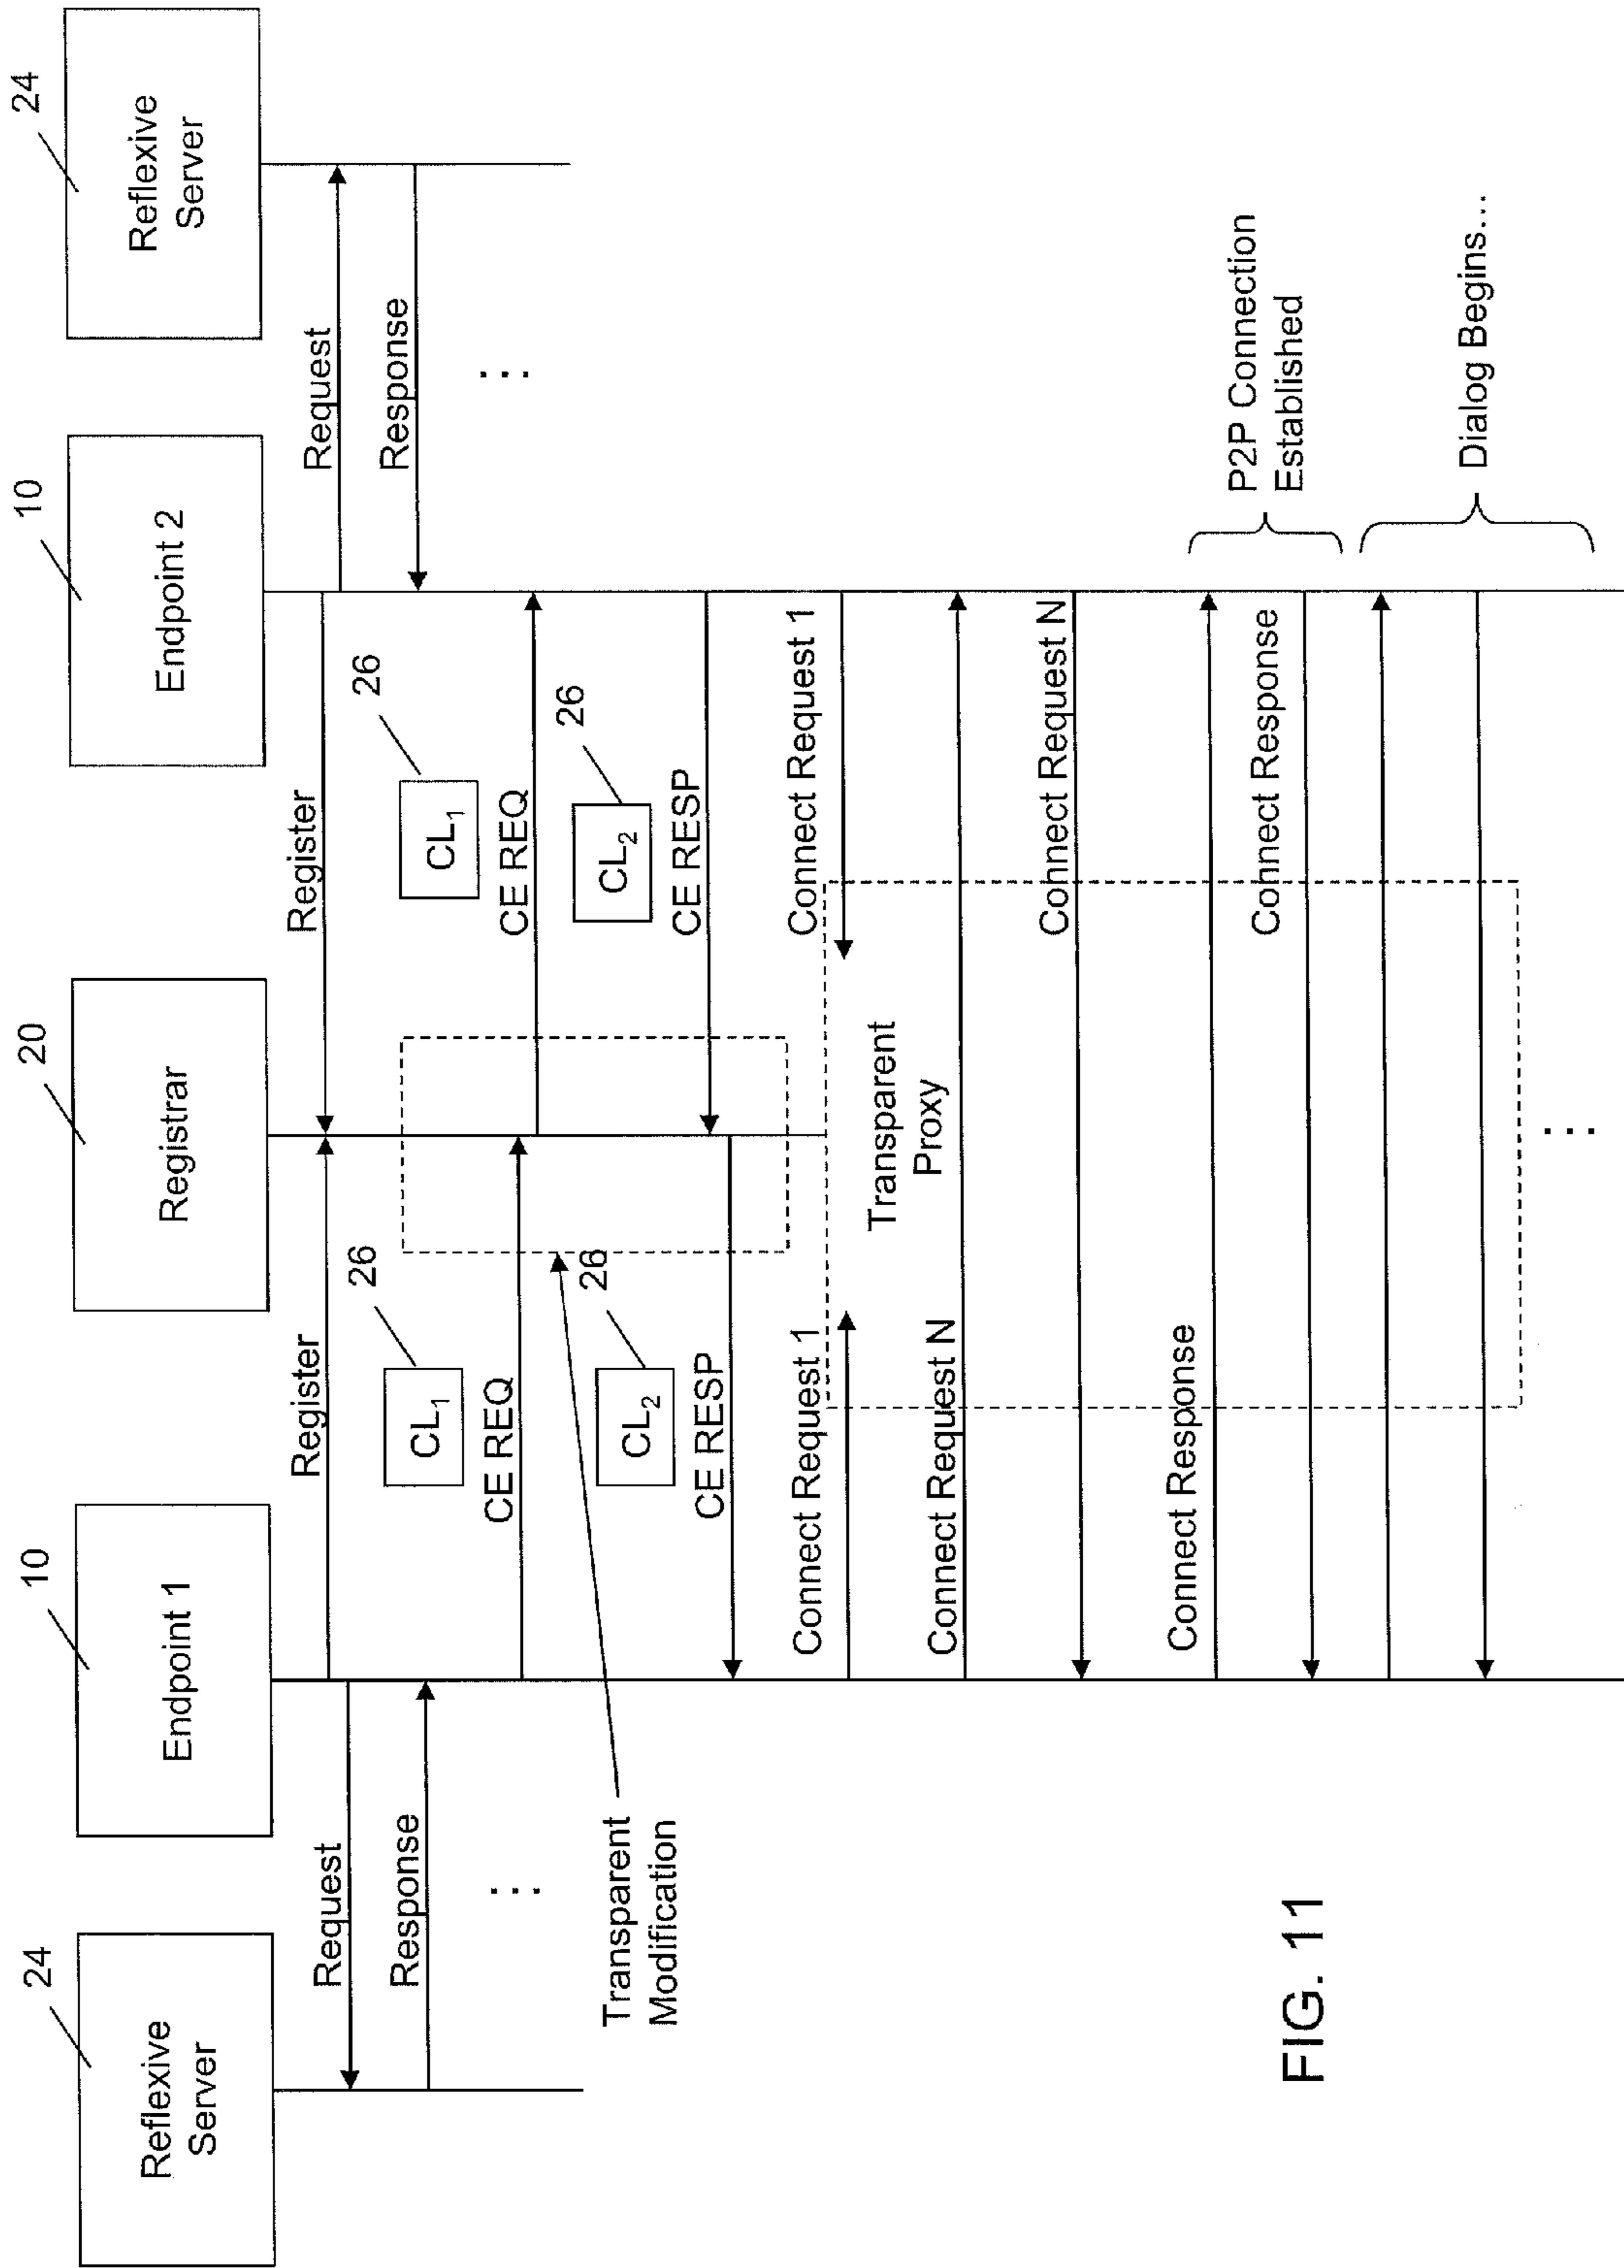 24
10
20
10
24
Reflexive
Server
Endpoint 1
Registrar
Endpoint 2
Reflexive
Server
Request
Register
Register
Request
Response
Response
26
26
CL₁
CL₁
...
...
CE REQ
CE REQ
26
26
CL₂
CL₂
Transparent
Modification
CE RESP
CE RESP
Connect Request 1
Connect Request 1
Transparent
Proxy
Connect Request N
Connect Request N
Connect Response
P2P Connection
Established
Connect Response
Dialog Begins...
...
FIG. 11